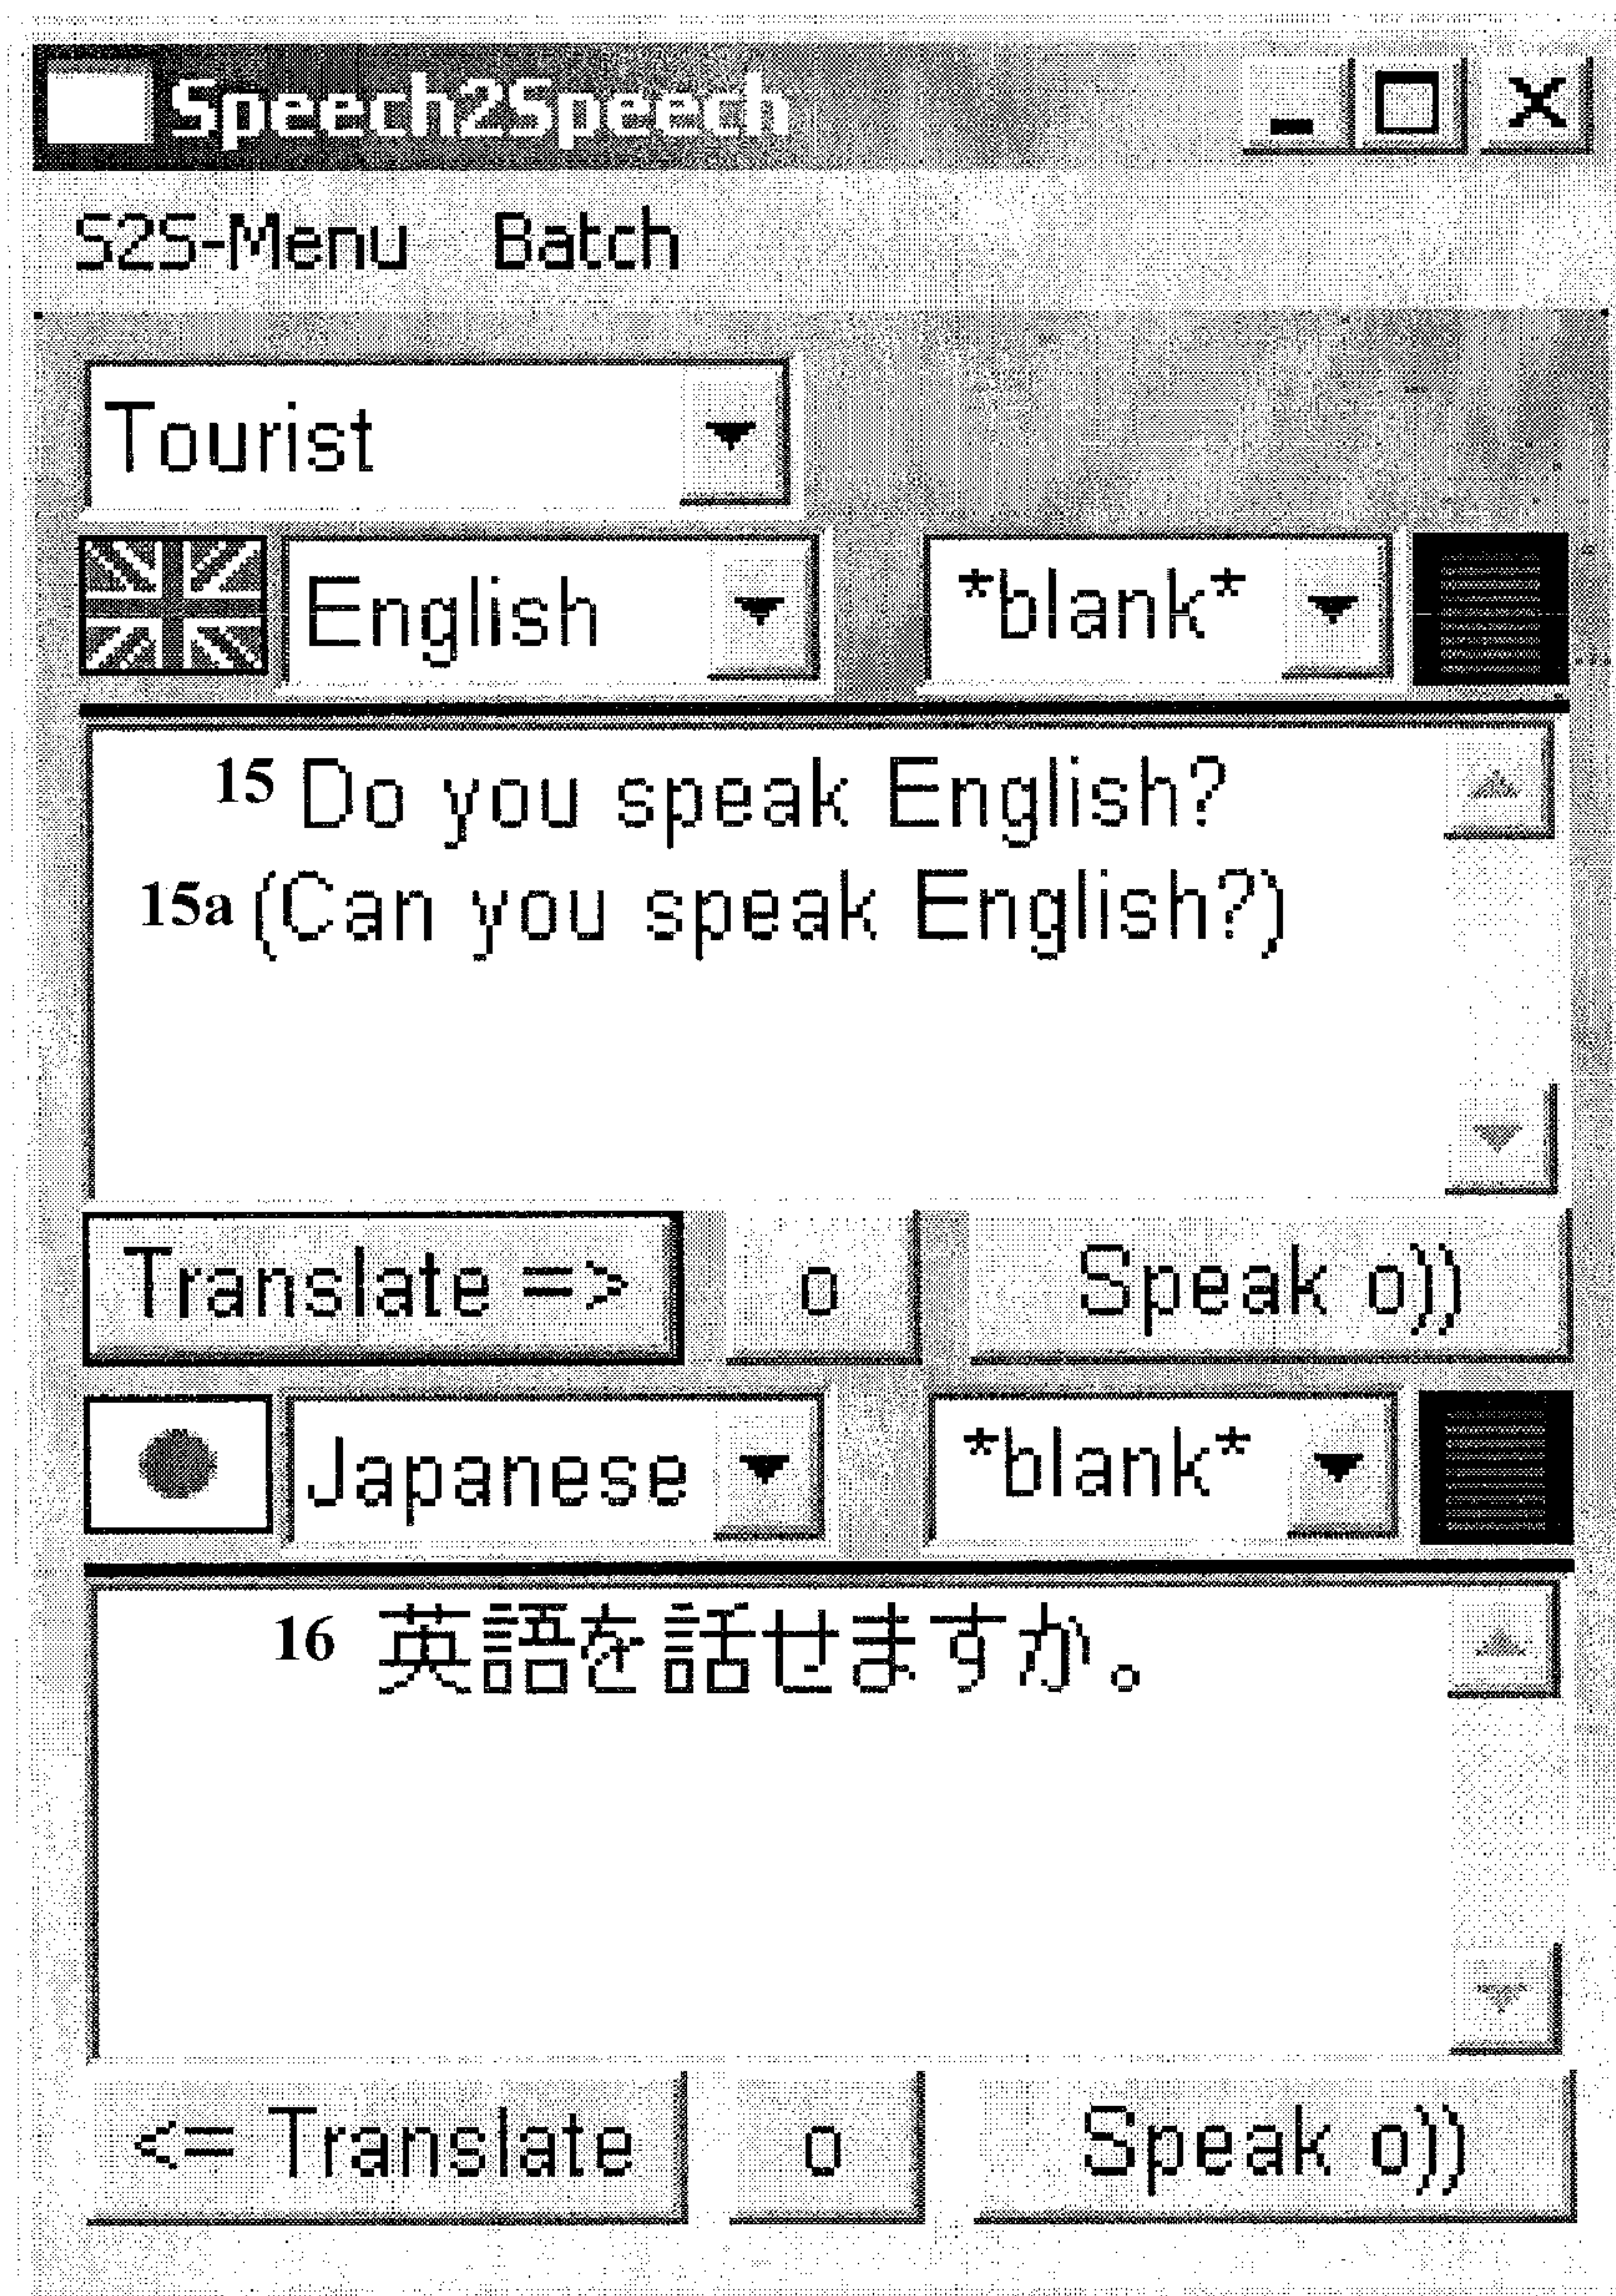 Speech2Speech
S2S-Menu Batch
Tourist
English *blank*
15 Do you speak English?
15a (Can you speak English?)
Translate => o Speak o))
Japanese *blank*
16 英語を話せますか。
<= Translate o Speak o))